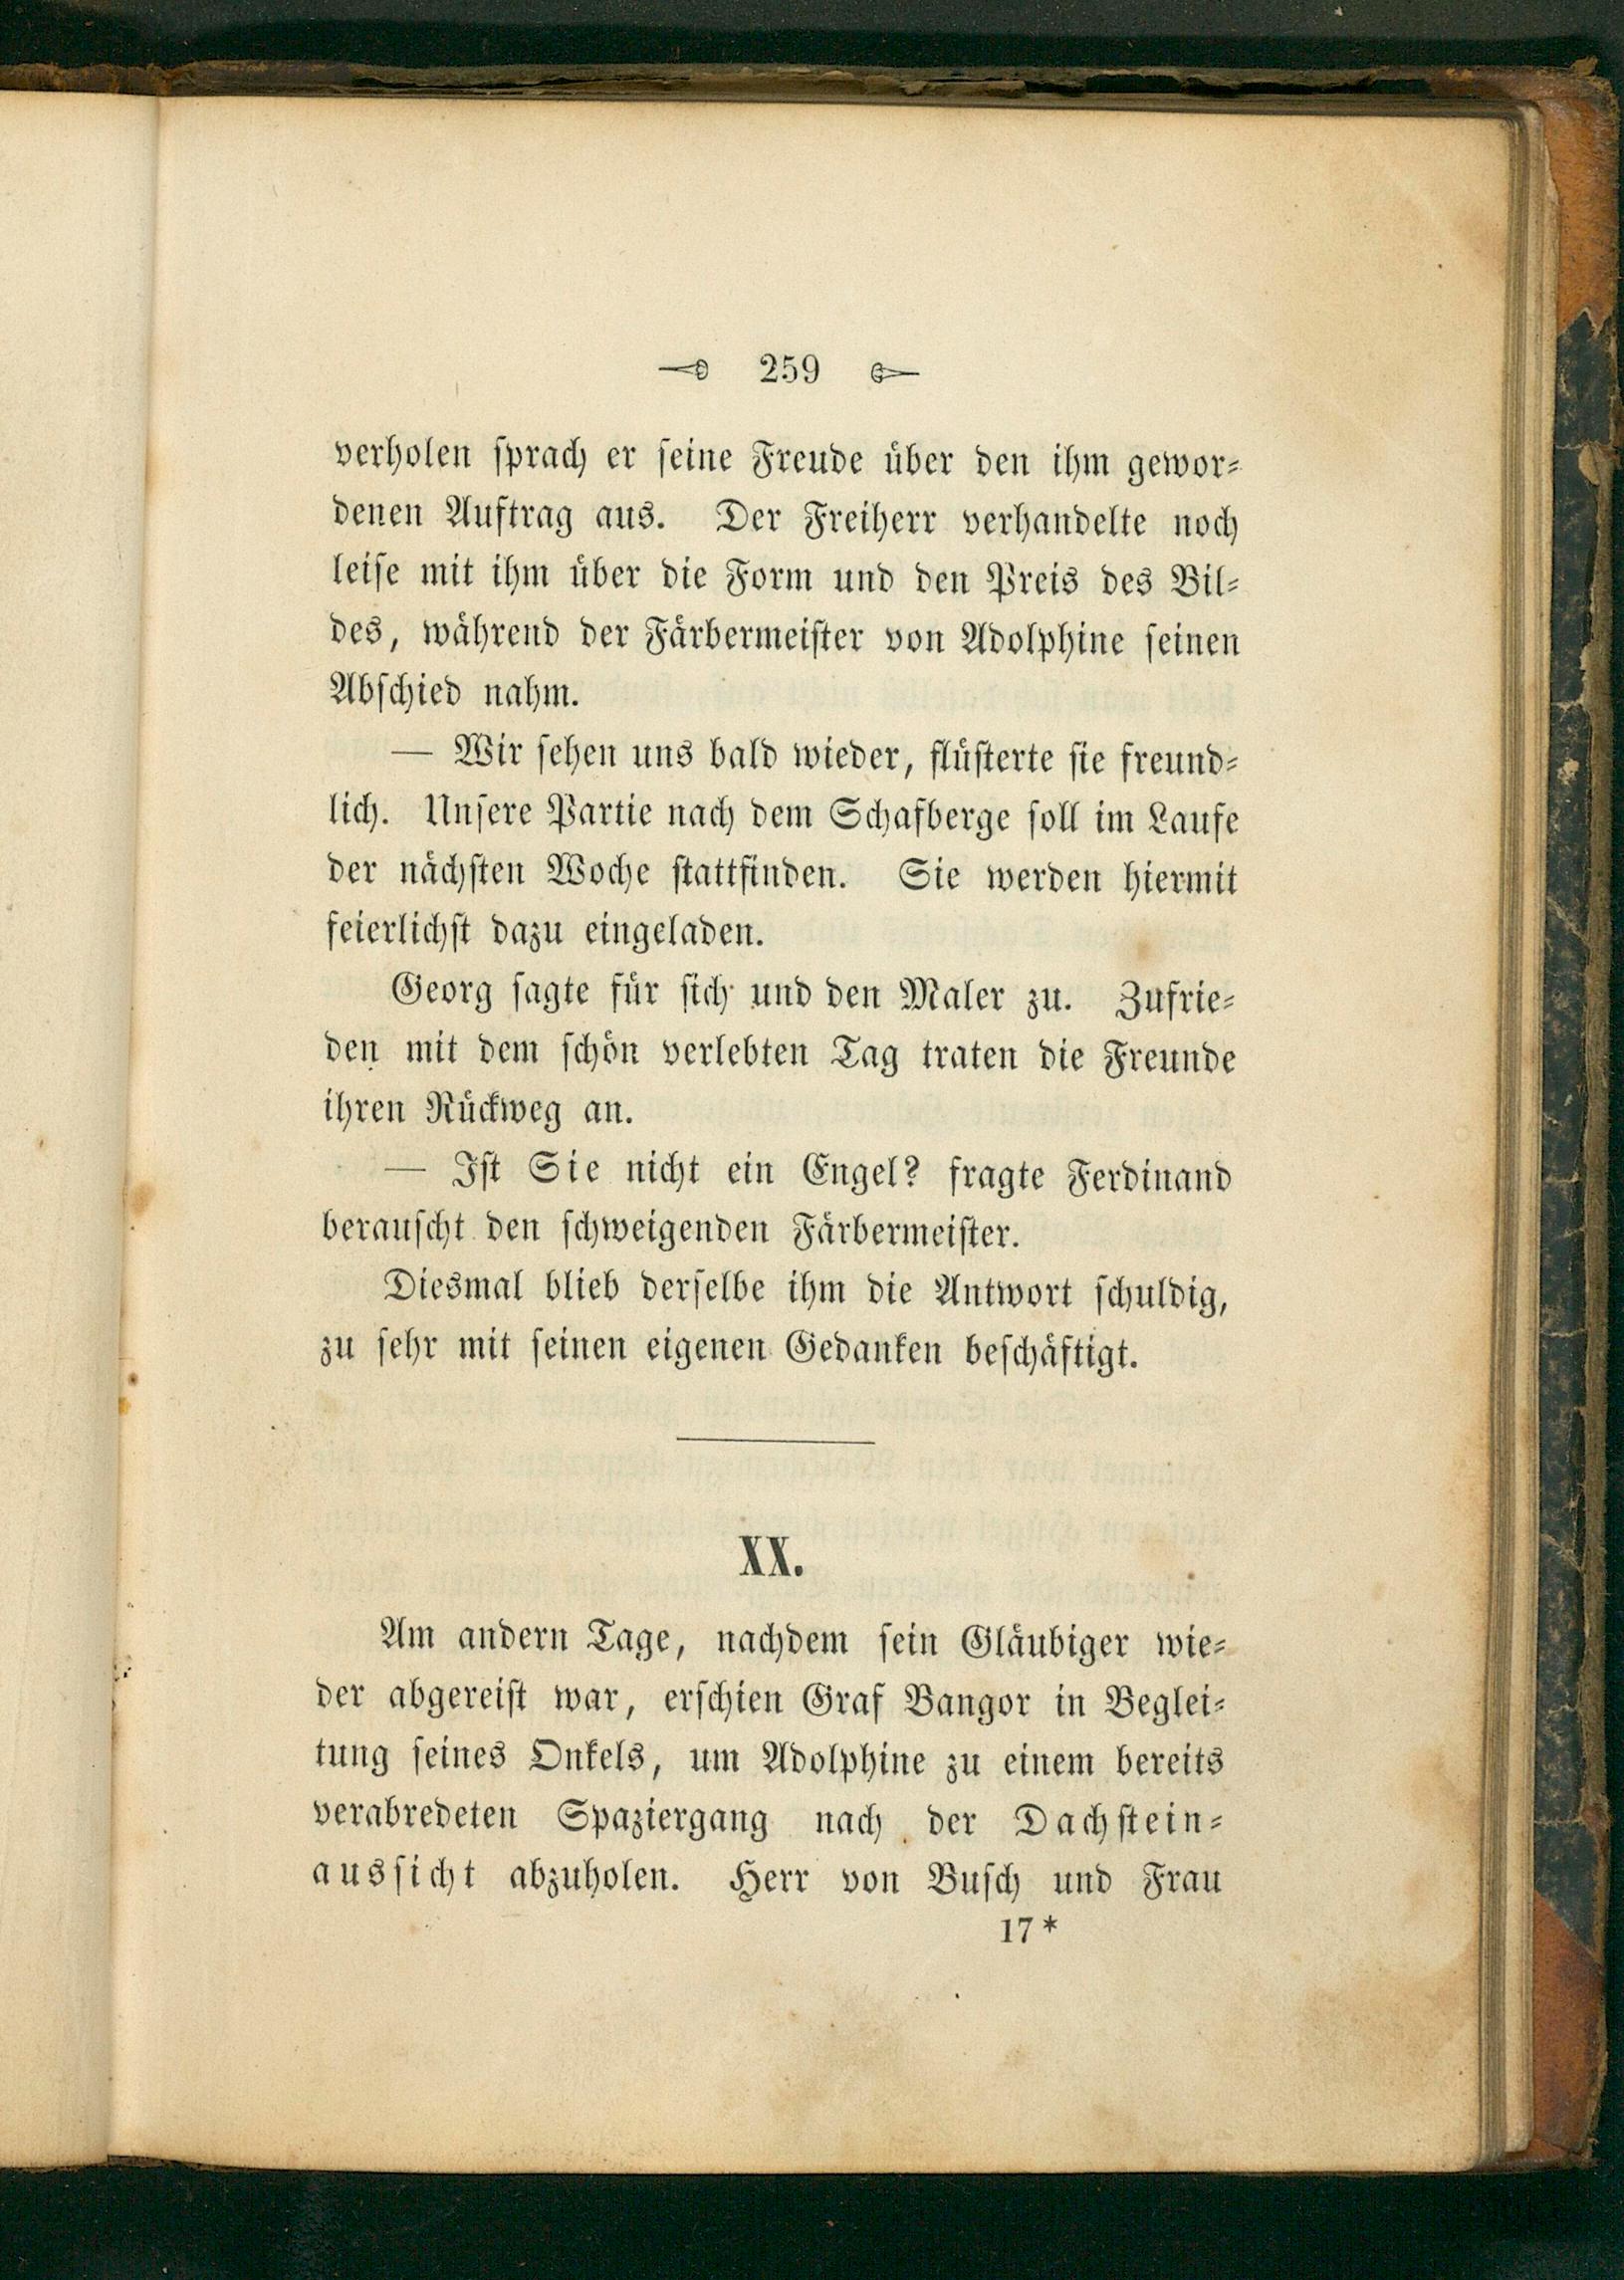 259
verholen sprach er seine Freude über den ihm gewor-
denen Auftrag aus. Der Freiherr verhandelte noch
leise mit ihm über die Form und den Preis des Bil-
des, während der Färbermeister von Adolphine seinen
Abschied nahm.
— Wir sehen uns bald wieder, flüsterte sie freund-
lich. Unsere Partie nach dem Schafberge soll im Laufe
der nächsten Woche stattfinden. Sie werden hiermit
feierlichst dazu eingeladen.
Georg sagte für sich und den Maler zu. Zufrie-
den mit dem schön verlebten Tag traten die Freunde
ihren Rückweg an.
— Ist Sie nicht ein Engel? fragte Ferdinand
berauscht den schweigenden Färbermeister.
Diesmal blieb derselbe ihm die Antwort schuldig,
zu sehr mit seinen eigenen Gedanken beschäftigt.
XX.
Am andern Tage, nachdem sein Gläubiger wie-
der abgereist war, erschien Graf Bangor in Beglei-
tung seines Onkels, um Adolphine zu einem bereits
verabredeten Spaziergang nach der Dachstein-
aussicht abzuholen. Herr von Busch und Frau
17*